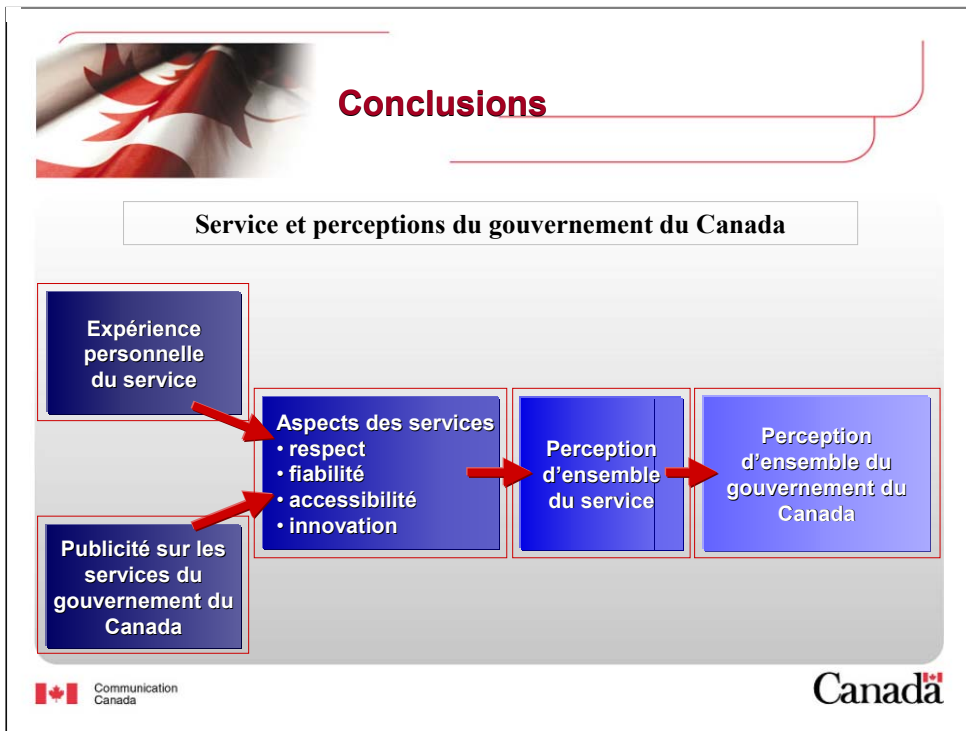 Conclusions
Service et perceptions du gouvernement du Canada
Expérience
personnelle
du service
Publicité sur les
services du
gouvernement du
Canada
Aspects des services
• respect
• fiabilité
• accessibilité
• innovation
Perception
d’ensemble
du service
Perception
d’ensemble du
gouvernement du
Canada
Communication
Canada
Canada